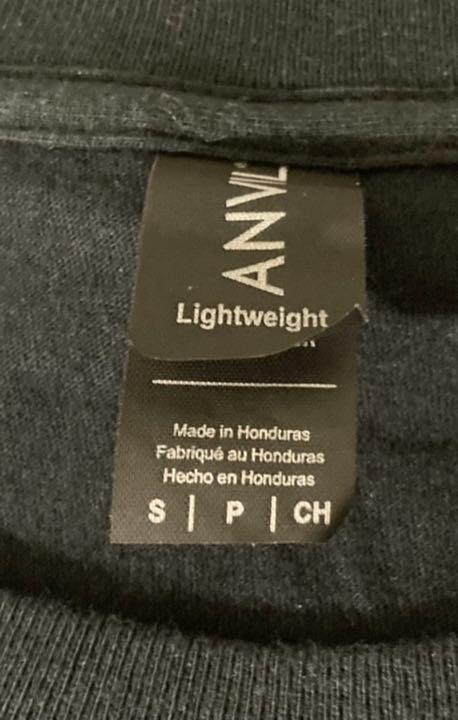 ANVIL
Lightweight
Made in Honduras
Fabriqué au Honduras
Hecho en Honduras
S | P | CH